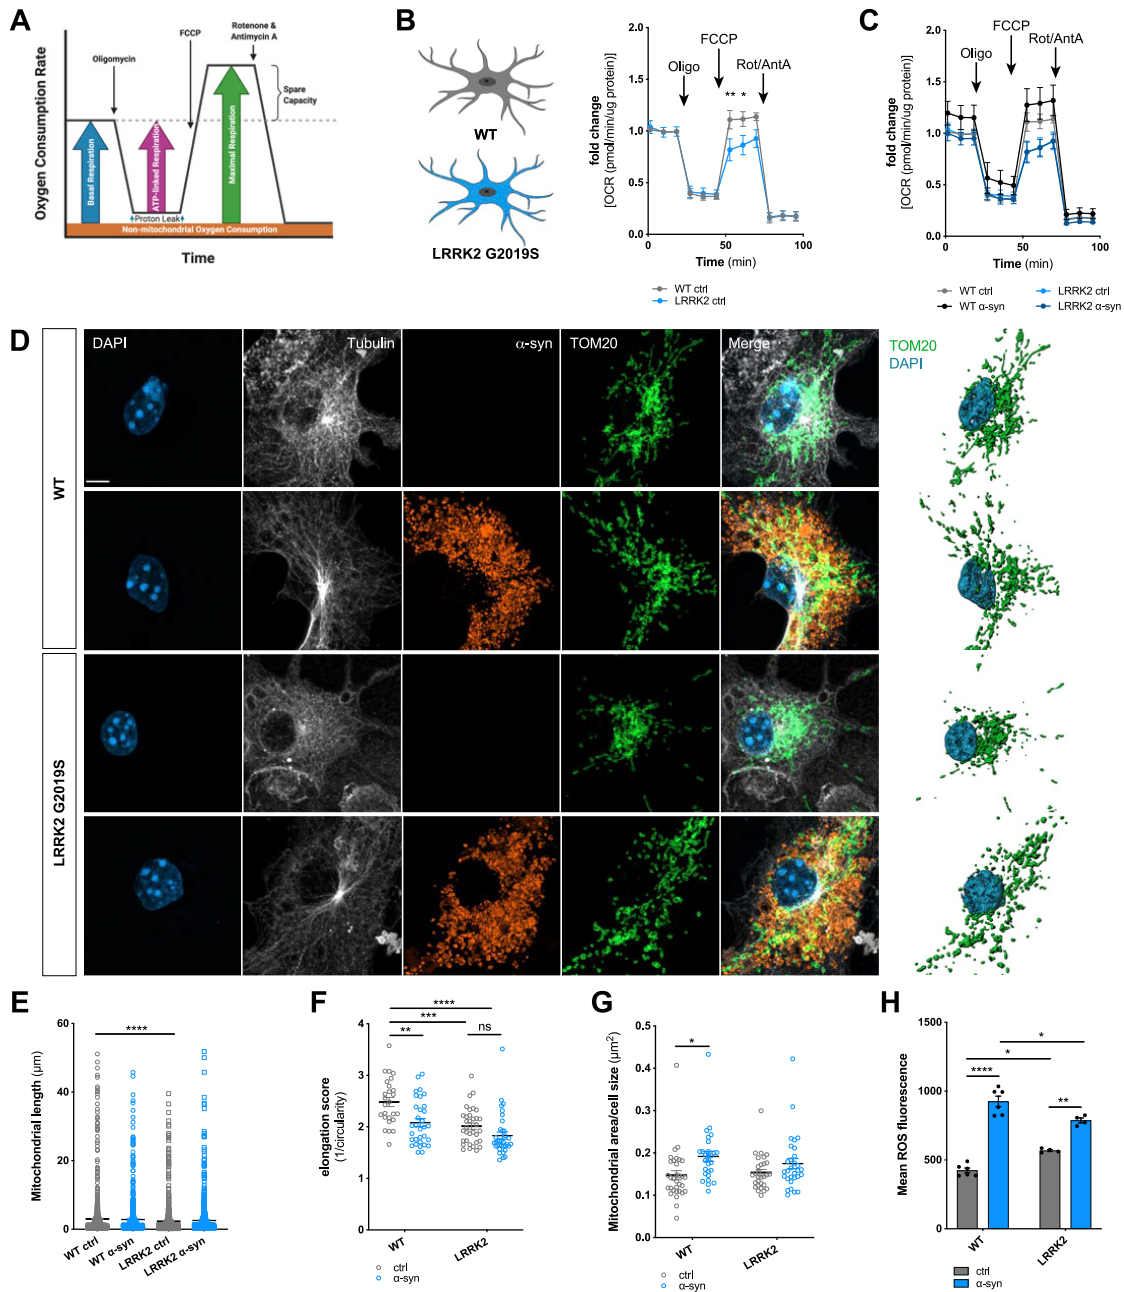 A
Oxygen Consumption Rate
Oligomycin
FCCP
Rotenone &
Antimycin A
Spare
Capacity
Basal Respiration
ATP-linked Respiration
Maximal Respiration
Proton Leak
Non-mitochondrial Oxygen Consumption
Time
B
WT
LRRK2 G2019S
fold change
[OCR (pmol/min/ug protein)]
2.0
1.5
1.0
0.5
0.0
Oligo
FCCP
Rot/AntA
** *
0 50 100
Time (min)
WT ctrl
LRRK2 ctrl
C
fold change
[OCR (pmol/min/ug protein)]
2.0
1.5
1.0
0.5
0.0
Oligo
FCCP
Rot/AntA
0 50 100
Time (min)
WT ctrl
LRRK2 ctrl
WT α-syn
LRRK2 α-syn
D
WT
LRRK2 G2019S
DAPI
Tubulin
α-syn
TOM20
Merge
TOM20
DAPI
E
Mitochondrial length (μm)
60
40
20
0
****
WT ctrl
WT α-syn
LRRK2 ctrl
LRRK2 α-syn
F
elongation score
(1/circularity)
4
3
2
1
0
****
***
**
ns
WT
LRRK2
ctrl
α-syn
G
Mitochondrial area/cell size (μm²)
0.5
0.4
0.3
0.2
0.1
0.0
*
WT
LRRK2
ctrl
α-syn
H
Mean ROS fluorescence
1500
1000
500
0
*
*
****
**
WT
LRRK2
ctrl
α-syn